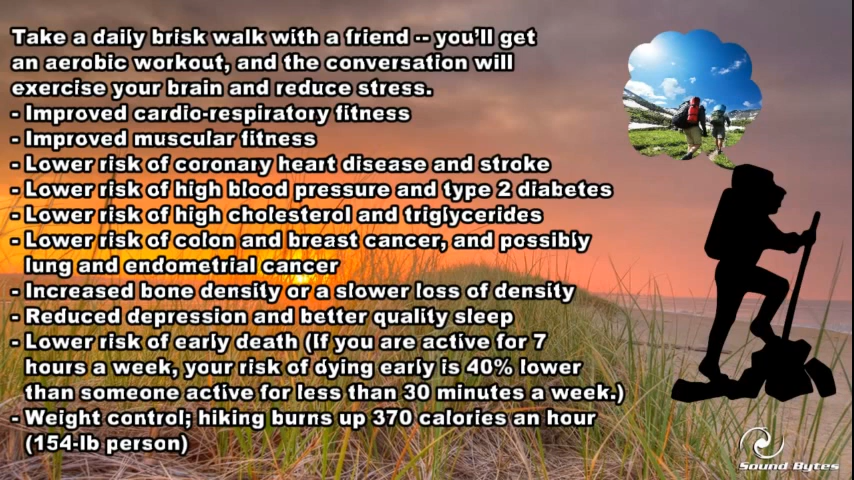 Take a daily brisk walk with a friend -- you'll get
an aerobic workout, and the conversation will
exercise your brain and reduce stress.
- Improved cardio-respiratory fitness
- Improved muscular fitness
- Lower risk of coronary heart disease and stroke
- Lower risk of high blood pressure and type 2 diabetes
- Lower risk of high cholesterol and triglycerides
- Lower risk of colon and breast cancer, and possibly
lung and endometrial cancer
- Increased bone density or a slower loss of density
- Reduced depression and better quality sleep
- Lower risk of early death (If you are active for 7
hours a week, your risk of dying early is 40% lower
than someone active for less than 30 minutes a week.)
- Weight control; hiking burns up 370 calories an hour
(154-lb person)
Sound Bytes